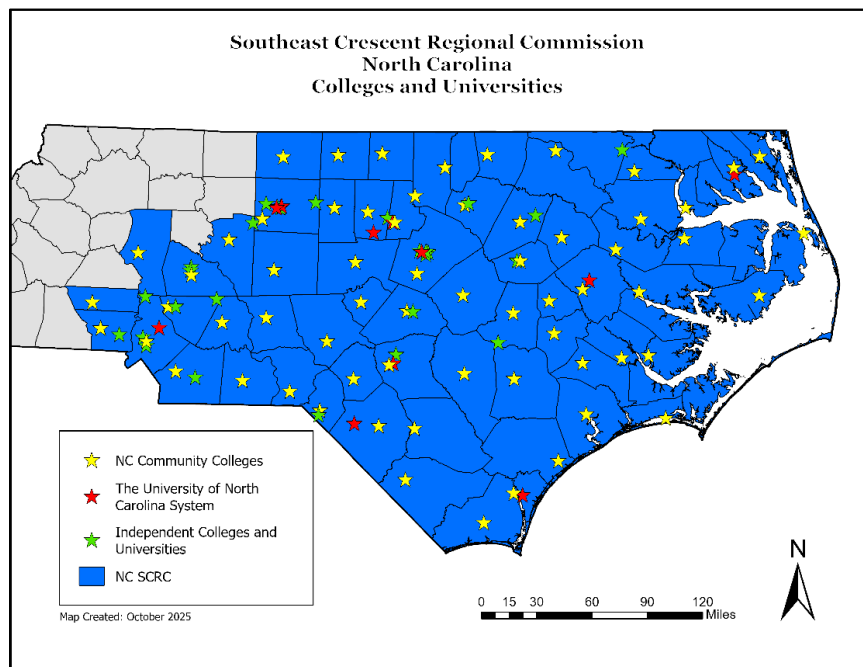 Southeast Crescent Regional Commission
North Carolina
Colleges and Universities
NC Community Colleges
The University of North
Carolina System
Independent Colleges and
Universities
NC SCRC
Map Created: October 2025
N
0 15 30 60 90 120
Miles